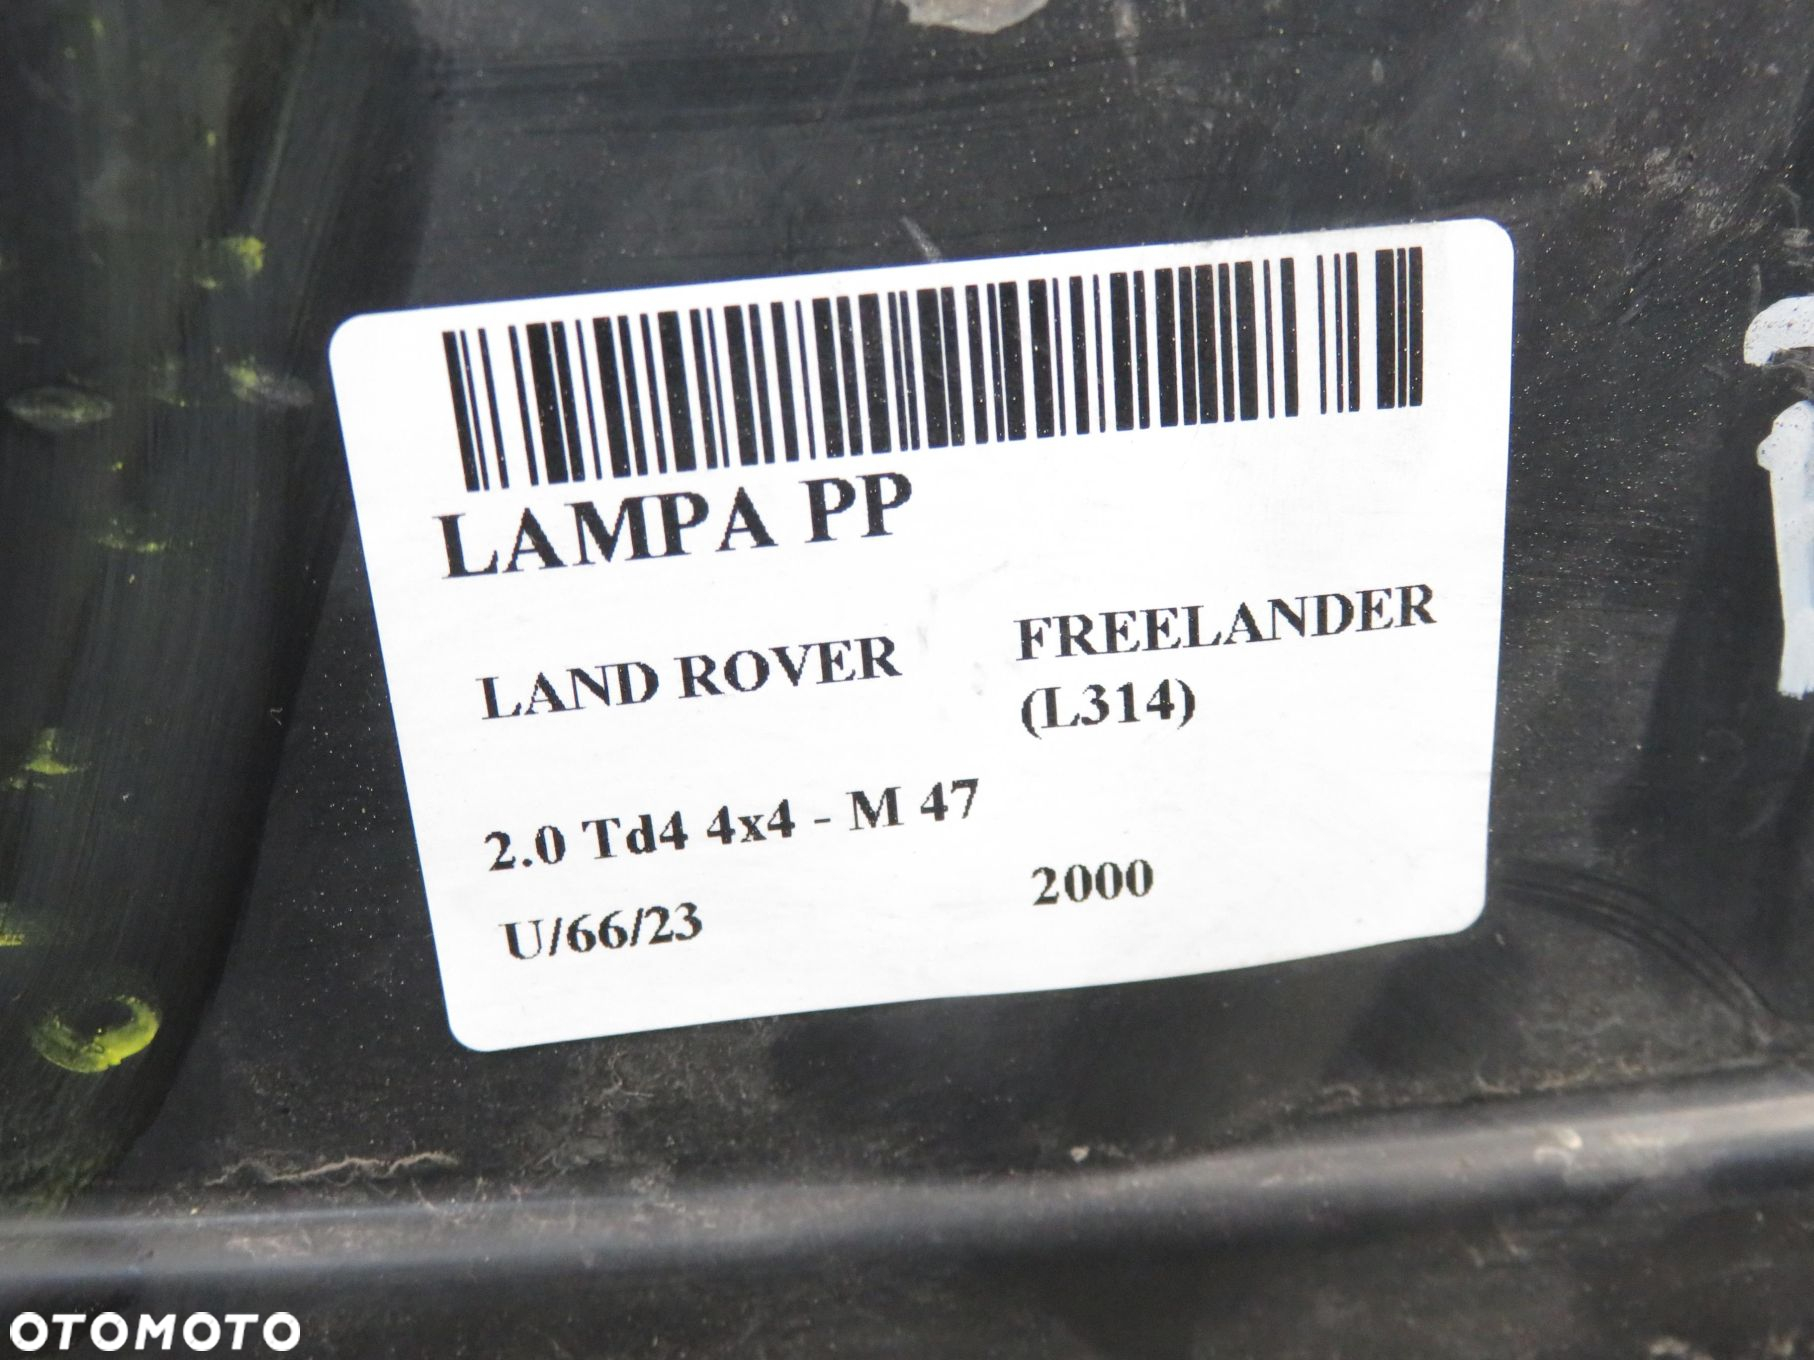 LAMPA PP
LAND ROVER
FREELANDER
(L314)
2.0 Td4 4x4 - M 47
U/66/23
2000
OTOMOTO